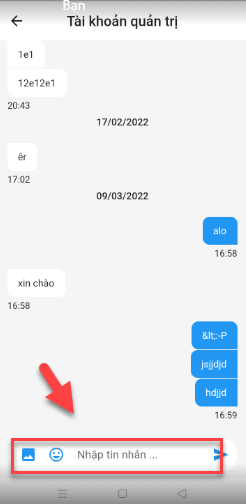 Bạn
Tài khoản quản trị
1e1
12e12e1
20:43
17/02/2022
êr
17:02
09/03/2022
alo
16:58
xin chào
16:58
&lt;:-P
jsjjdjd
hdjjd
16:59
Nhập tin nhắn ...